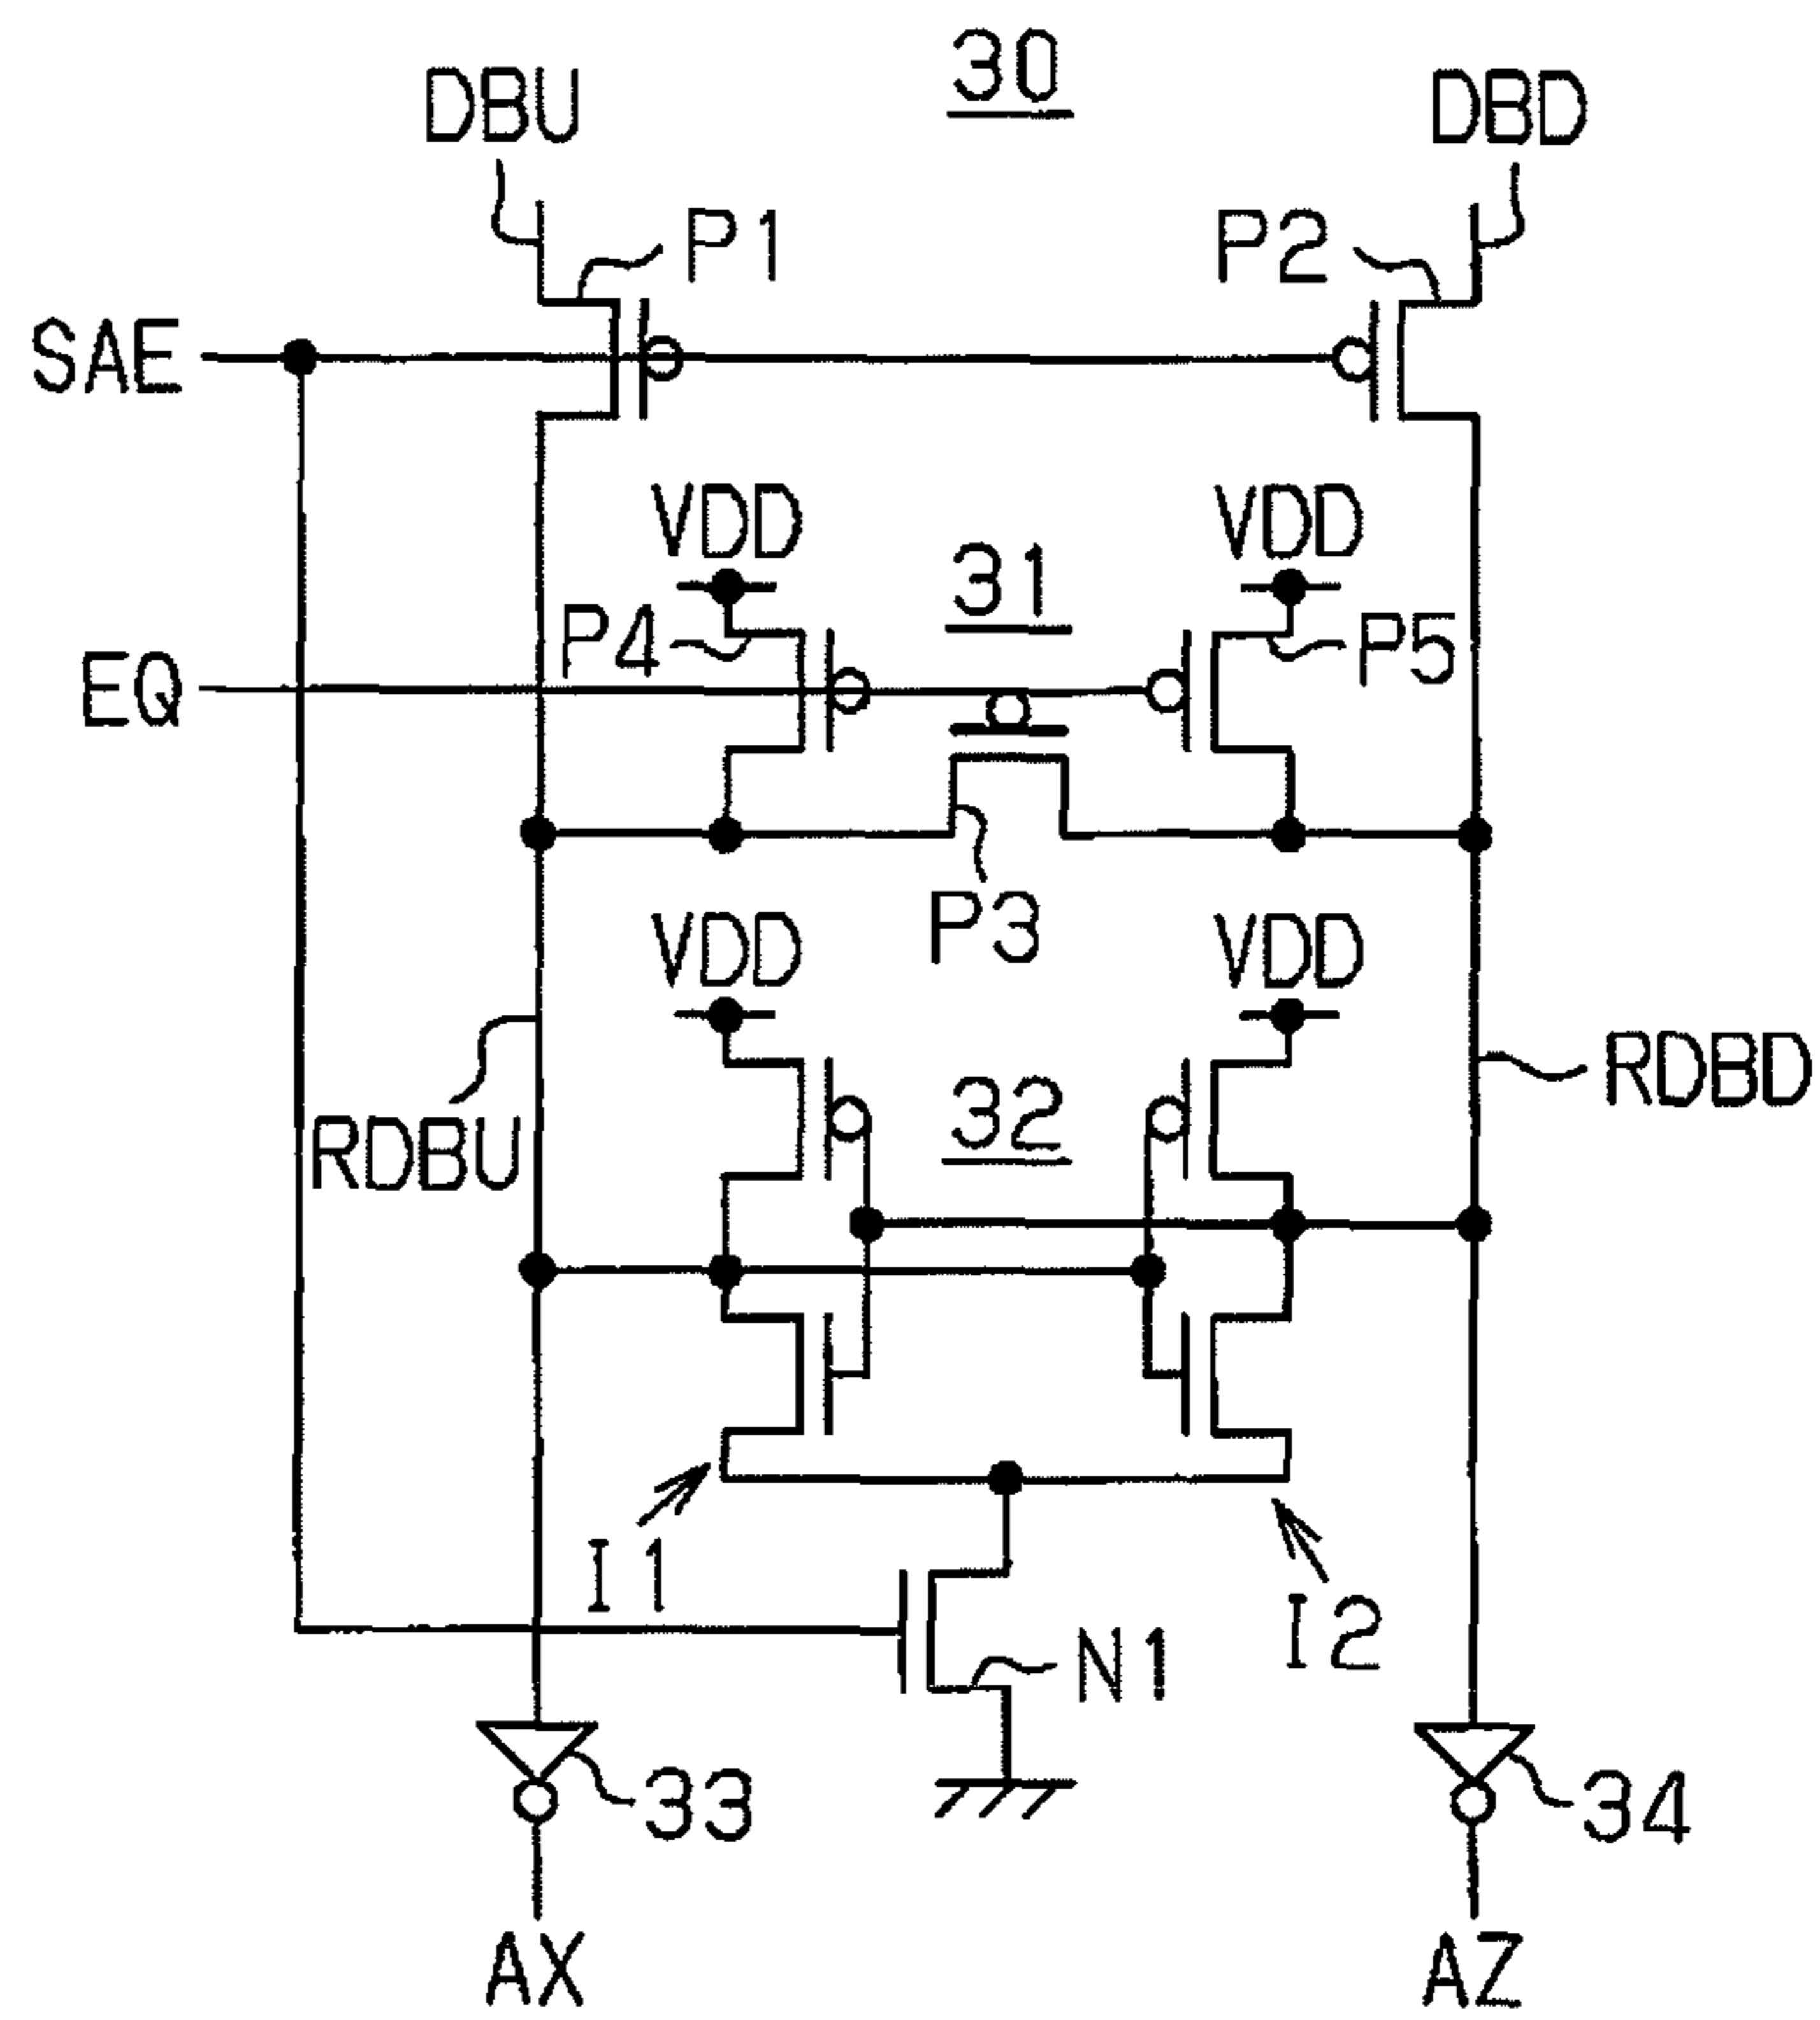 30
DBU
DBD
P1
P2
SAE
VDD
VDD
31
P4
P5
EQ
P3
VDD
VDD
RDBD
32
RDBU
I1
I2
N1
33
34
AX
AZ